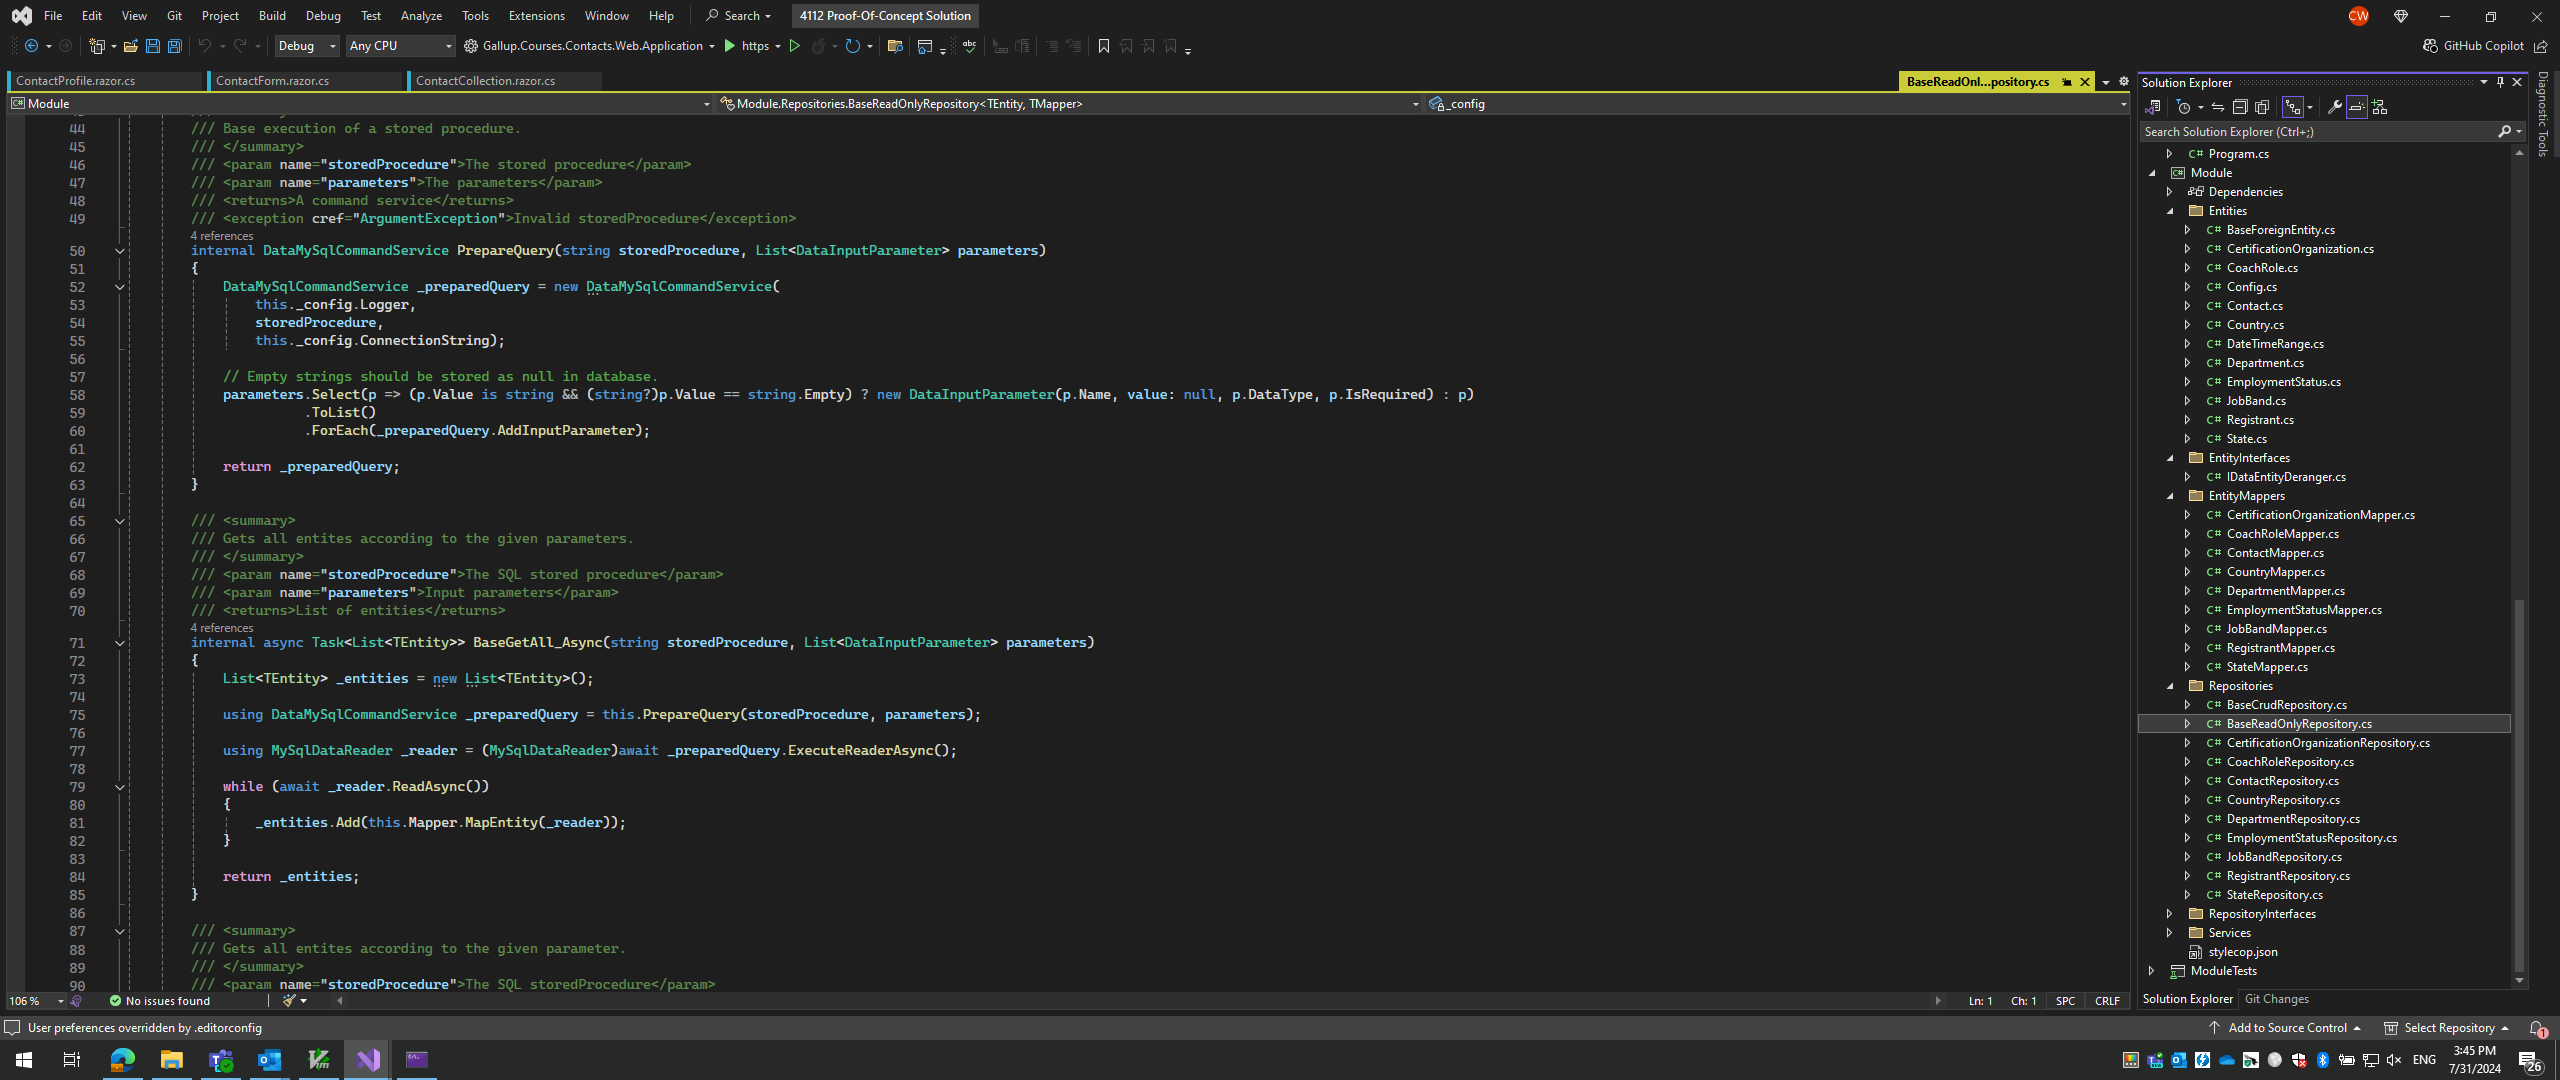 File Edit View Git Project Build Debug Test Analyze Tools Extensions Window Help Search 4112 Proof-Of-Concept Solution CW
Debug Any CPU Gallup.Courses.Contacts.Web.Application https GitHub Copilot
ContactProfile.razor.cs ContactForm.razor.cs ContactCollection.razor.cs BaseReadOnl...pository.cs
Module Module.Repositories.BaseReadOnlyRepository<TEntity, TMapper> _config
44 /// Base execution of a stored procedure.
45 /// </summary>
46 /// <param name="storedProcedure">The stored procedure</param>
47 /// <param name="parameters">The parameters</param>
48 /// <returns>A command service</returns>
49 /// <exception cref="ArgumentException">Invalid storedProcedure</exception>
4 references
50 internal DataMySqlCommandService PrepareQuery(string storedProcedure, List<DataInputParameter> parameters)
51 {
52 DataMySqlCommandService _preparedQuery = new DataMySqlCommandService(
53 this._config.Logger,
54 storedProcedure,
55 this._config.ConnectionString);
56
57 // Empty strings should be stored as null in database.
58 parameters.Select(p => (p.Value is string && (string?)p.Value == string.Empty) ? new DataInputParameter(p.Name, value: null, p.DataType, p.IsRequired) : p)
59 .ToList()
60 .ForEach(_preparedQuery.AddInputParameter);
61
62 return _preparedQuery;
63 }
64
65 /// <summary>
66 /// Gets all entites according to the given parameters.
67 /// </summary>
68 /// <param name="storedProcedure">The SQL stored procedure</param>
69 /// <param name="parameters">Input parameters</param>
70 /// <returns>List of entities</returns>
4 references
71 internal async Task<List<TEntity>> BaseGetAll_Async(string storedProcedure, List<DataInputParameter> parameters)
72 {
73 List<TEntity> _entities = new List<TEntity>();
74
75 using DataMySqlCommandService _preparedQuery = this.PrepareQuery(storedProcedure, parameters);
76
77 using MySqlDataReader _reader = (MySqlDataReader)await _preparedQuery.ExecuteReaderAsync();
78
79 while (await _reader.ReadAsync())
80 {
81 _entities.Add(this.Mapper.MapEntity(_reader));
82 }
83
84 return _entities;
85 }
86
87 /// <summary>
88 /// Gets all entites according to the given parameter.
89 /// </summary>
90 /// <param name="storedProcedure">The SQL storedProcedure</param>
106 % No issues found Ln: 1 Ch: 1 SPC CRLF
Solution Explorer
Search Solution Explorer (Ctrl+;)
C# Program.cs
C# Module
Dependencies
Entities
C# BaseForeignEntity.cs
C# CertificationOrganization.cs
C# CoachRole.cs
C# Config.cs
C# Contact.cs
C# Country.cs
C# DateTimeRange.cs
C# Department.cs
C# EmploymentStatus.cs
C# JobBand.cs
C# Registrant.cs
C# State.cs
EntityInterfaces
C# IDataEntityDeranger.cs
EntityMappers
C# CertificationOrganizationMapper.cs
C# CoachRoleMapper.cs
C# ContactMapper.cs
C# CountryMapper.cs
C# DepartmentMapper.cs
C# EmploymentStatusMapper.cs
C# JobBandMapper.cs
C# RegistrantMapper.cs
C# StateMapper.cs
Repositories
C# BaseCrudRepository.cs
C# BaseReadOnlyRepository.cs
C# CertificationOrganizationRepository.cs
C# CoachRoleRepository.cs
C# ContactRepository.cs
C# CountryRepository.cs
C# DepartmentRepository.cs
C# EmploymentStatusRepository.cs
C# JobBandRepository.cs
C# RegistrantRepository.cs
C# StateRepository.cs
RepositoryInterfaces
Services
stylecop.json
ModuleTests
Solution Explorer Git Changes
Diagnostic Tools
User preferences overridden by .editorconfig Add to Source Control Select Repository 1
ENG 3:45 PM
7/31/2024 26